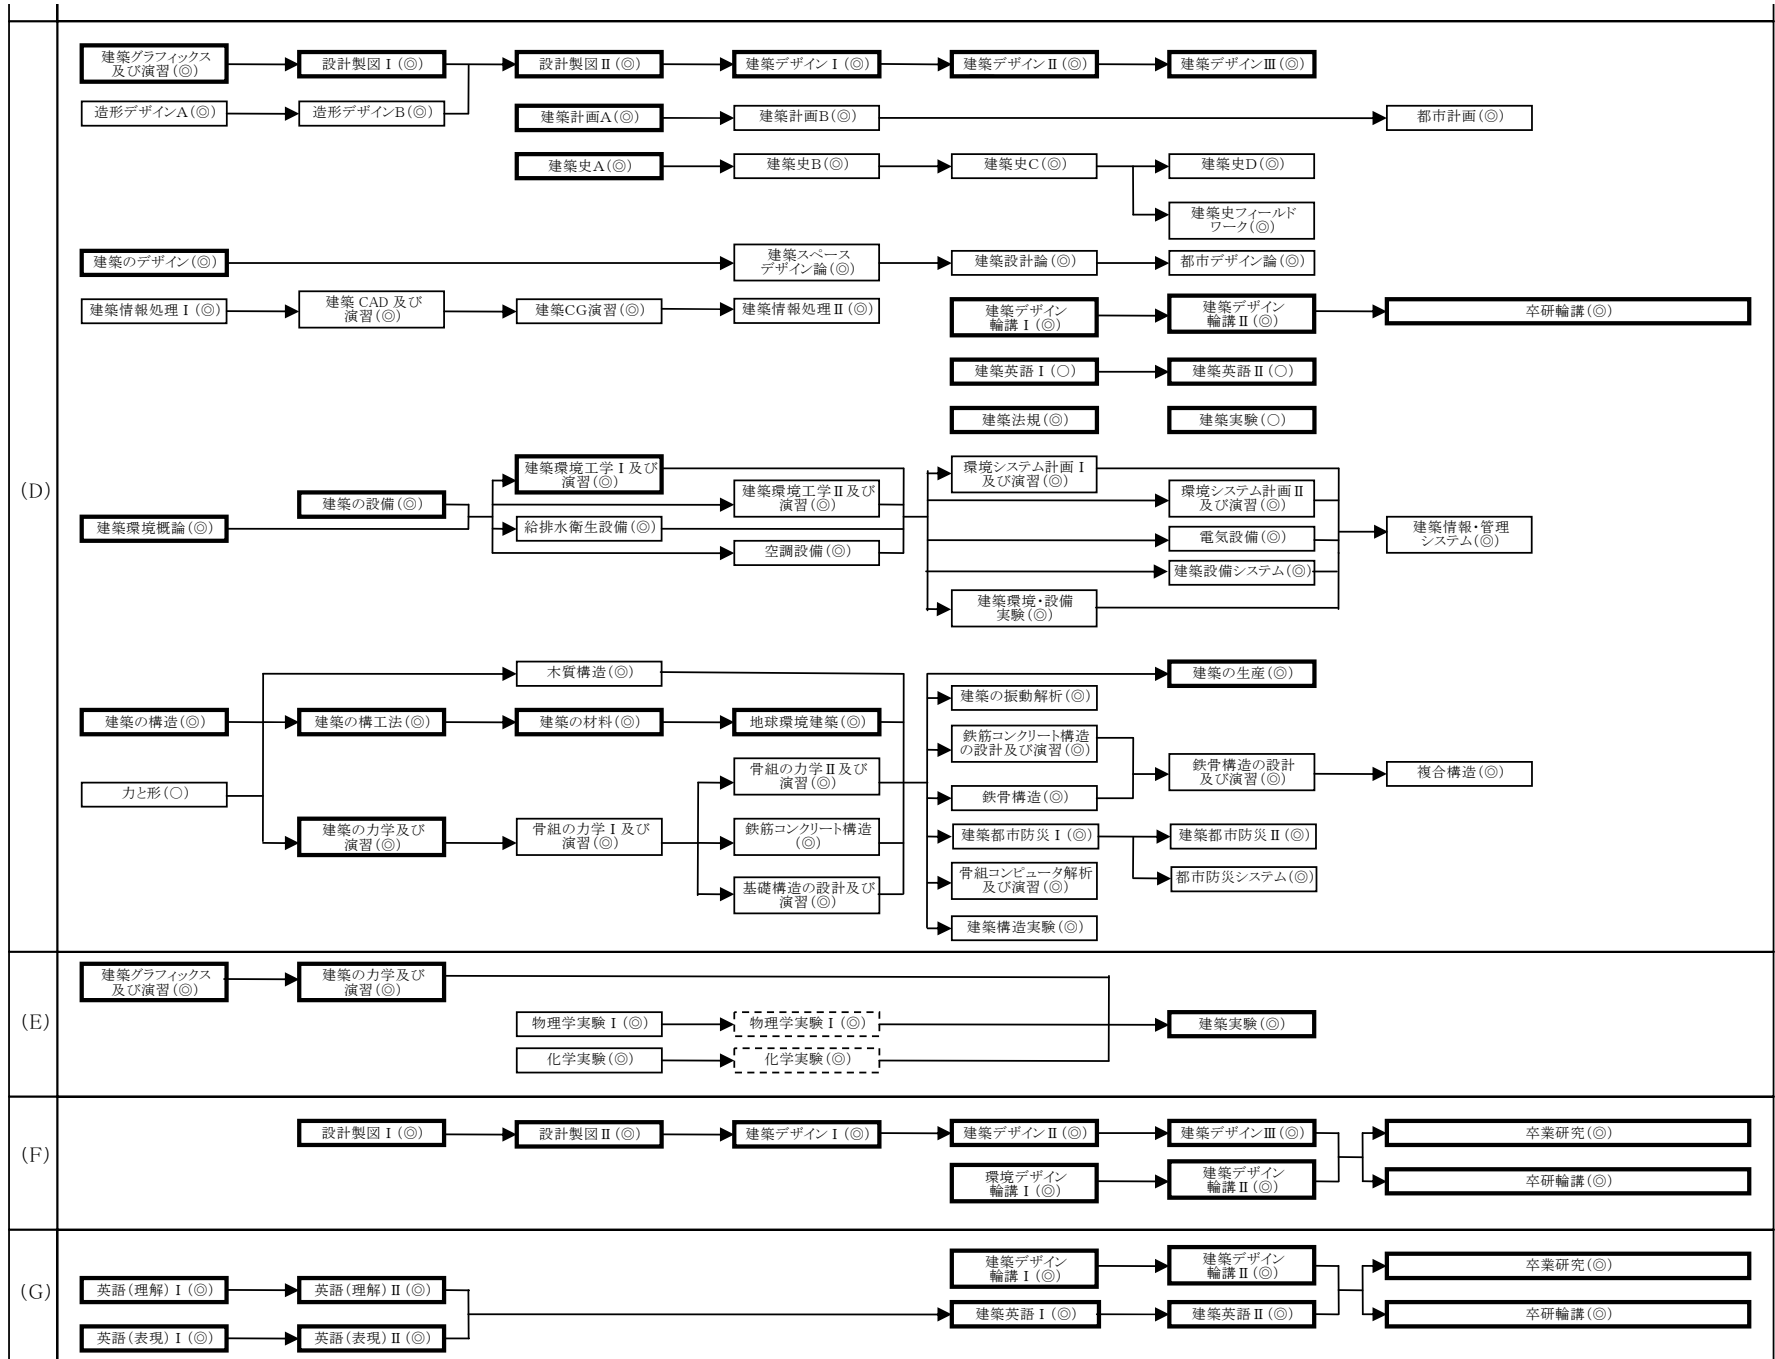 (D)
建築グラフィックス
及び演習(◎)
設計製図Ⅰ(◎)
設計製図Ⅱ(◎)
建築デザインⅠ(◎)
建築デザインⅡ(◎)
建築デザインⅢ(◎)
造形デザインA(◎)
造形デザインB(◎)
建築計画A(◎)
建築計画B(◎)
都市計画(◎)
建築史A(◎)
建築史B(◎)
建築史C(◎)
建築史D(◎)
建築史フィールド
ワーク(◎)
建築のデザイン(◎)
建築スペース
デザイン論(◎)
建築設計論(◎)
都市デザイン論(◎)
建築情報処理Ⅰ(◎)
建築 CAD 及び
演習(◎)
建築CG演習(◎)
建築情報処理Ⅱ(◎)
建築デザイン
輪講Ⅰ(◎)
建築デザイン
輪講Ⅱ(◎)
卒研輪講(◎)
建築英語Ⅰ(○)
建築英語Ⅱ(○)
建築法規(◎)
建築実験(○)
建築環境概論(◎)
建築の設備(◎)
建築環境工学Ⅰ及び
演習(◎)
建築環境工学Ⅱ及び
演習(◎)
給排水衛生設備(◎)
空調設備(◎)
環境システム計画Ⅰ
及び演習(◎)
環境システム計画Ⅱ
及び演習(◎)
電気設備(◎)
建築設備システム(◎)
建築環境・設備
実験(◎)
建築情報・管理
システム(◎)
木質構造(◎)
建築の生産(◎)
建築の構造(◎)
建築の構工法(◎)
建築の材料(◎)
地球環境建築(◎)
建築の振動解析(◎)
鉄筋コンクリート構造
の設計及び演習(◎)
力と形(○)
骨組の力学Ⅱ及び
演習(◎)
鉄骨構造(◎)
鉄骨構造の設計
及び演習(◎)
複合構造(◎)
建築の力学及び
演習(◎)
骨組の力学Ⅰ及び
演習(◎)
鉄筋コンクリート構造
(◎)
建築都市防災Ⅰ(◎)
建築都市防災Ⅱ(◎)
基礎構造の設計及び
演習(◎)
骨組コンピュータ解析
及び演習(◎)
都市防災システム(◎)
建築構造実験(◎)
(E)
建築グラフィックス
及び演習(◎)
建築の力学及び
演習(◎)
物理学実験Ⅰ(◎)
物理学実験Ⅰ(◎)
建築実験(◎)
化学実験(◎)
化学実験(◎)
(F)
設計製図Ⅰ(◎)
設計製図Ⅱ(◎)
建築デザインⅠ(◎)
建築デザインⅡ(◎)
建築デザインⅢ(◎)
卒業研究(◎)
環境デザイン
輪講Ⅰ(◎)
建築デザイン
輪講Ⅱ(◎)
卒研輪講(◎)
(G)
建築デザイン
輪講Ⅰ(◎)
建築デザイン
輪講Ⅱ(◎)
卒業研究(◎)
英語(理解)Ⅰ(◎)
英語(理解)Ⅱ(◎)
建築英語Ⅰ(◎)
建築英語Ⅱ(◎)
卒研輪講(◎)
英語(表現)Ⅰ(◎)
英語(表現)Ⅱ(◎)